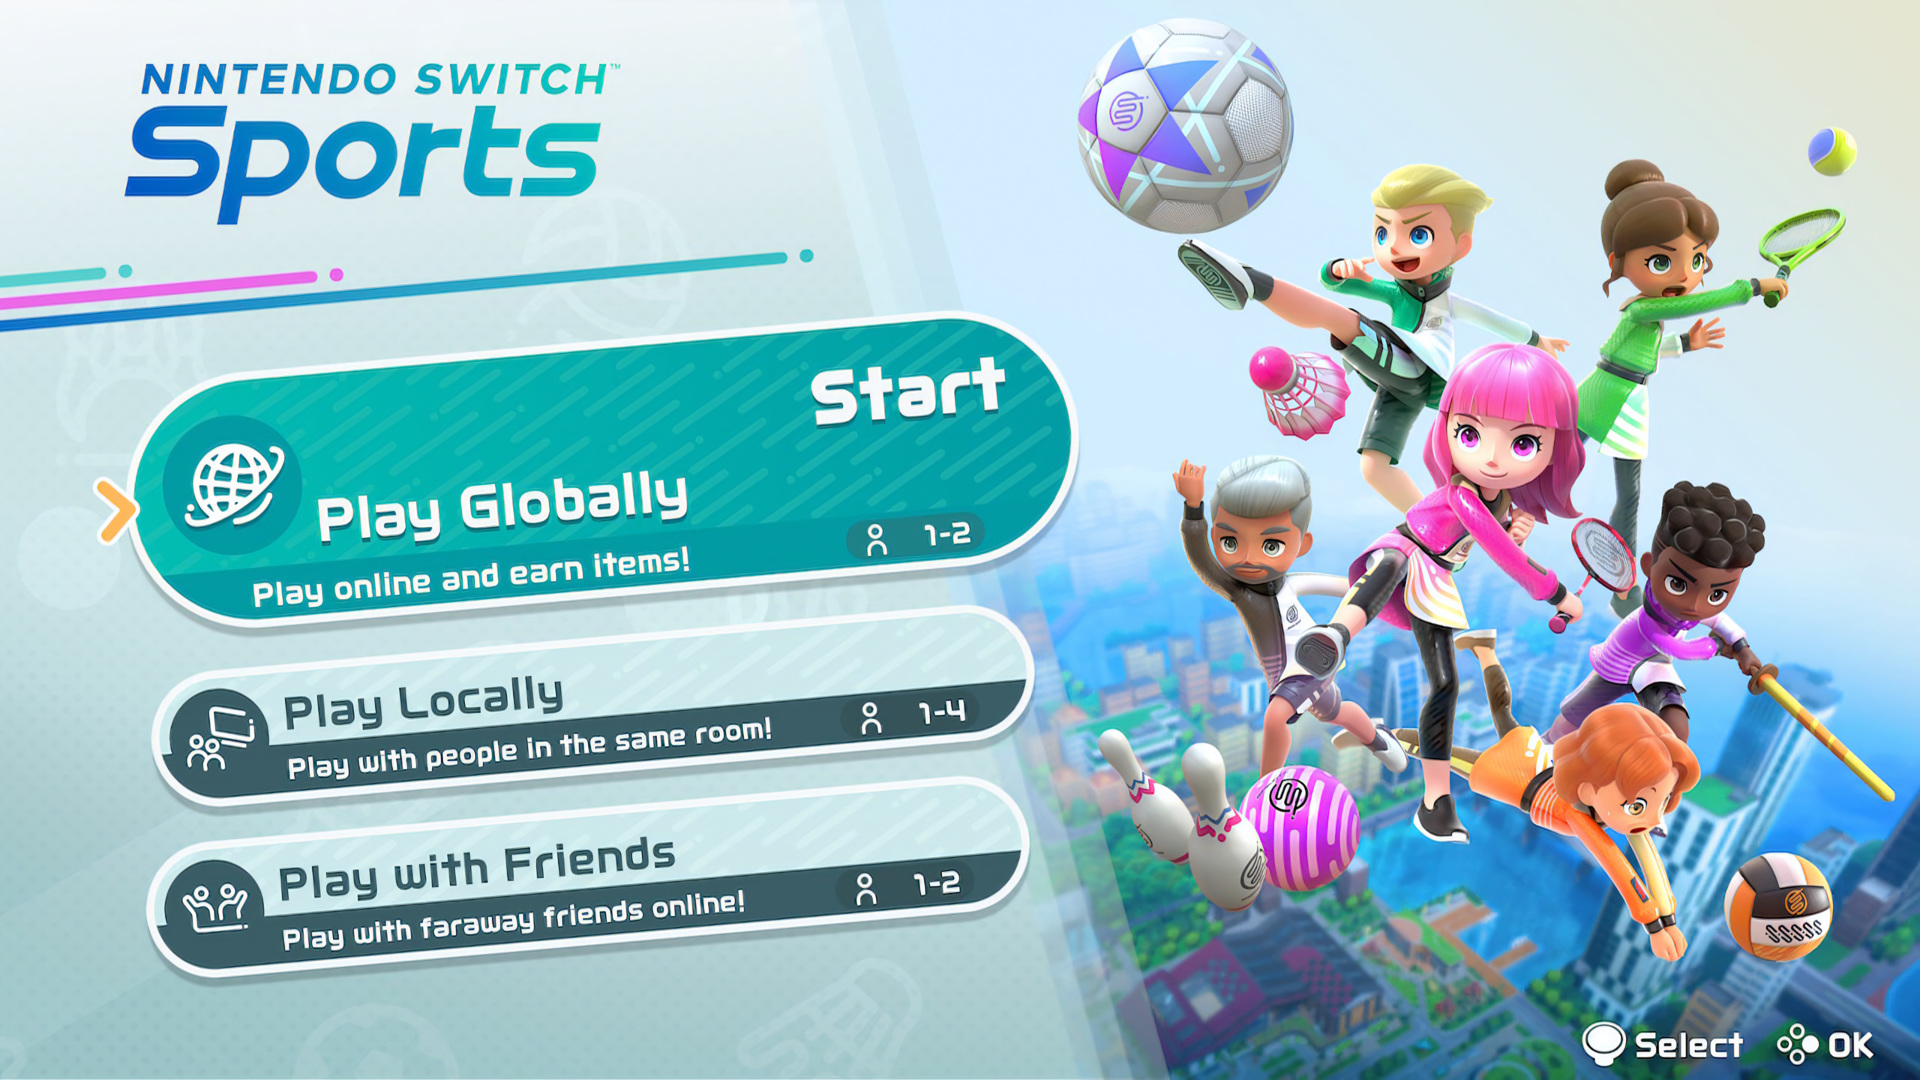 NINTENDO SWITCH™
Sports
Start
Play Globally
1-2
Play online and earn items!
Play Locally
1-4
Play with people in the same room!
Play with Friends
1-2
Play with faraway friends online!
Select OK